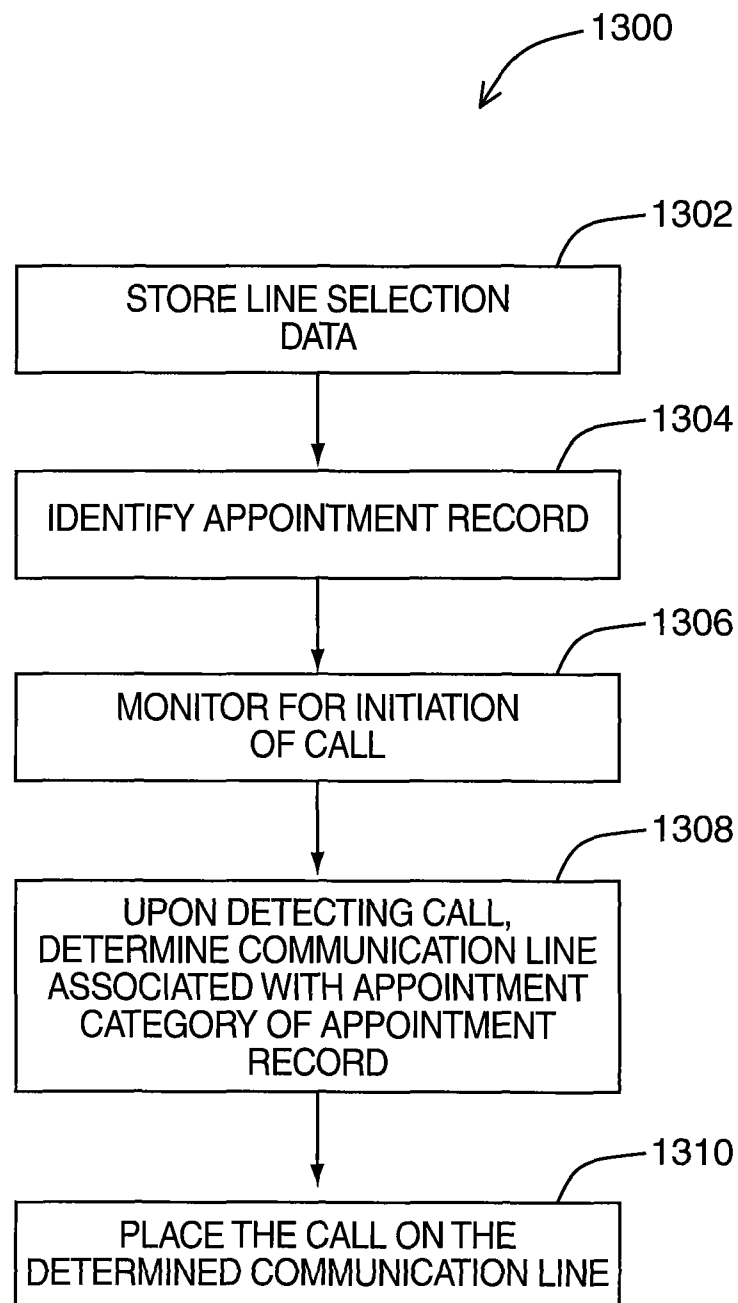 1300
1302
STORE LINE SELECTION
DATA
1304
IDENTIFY APPOINTMENT RECORD
1306
MONITOR FOR INITIATION
OF CALL
1308
UPON DETECTING CALL,
DETERMINE COMMUNICATION LINE
ASSOCIATED WITH APPOINTMENT
CATEGORY OF APPOINTMENT
RECORD
1310
PLACE THE CALL ON THE
DETERMINED COMMUNICATION LINE